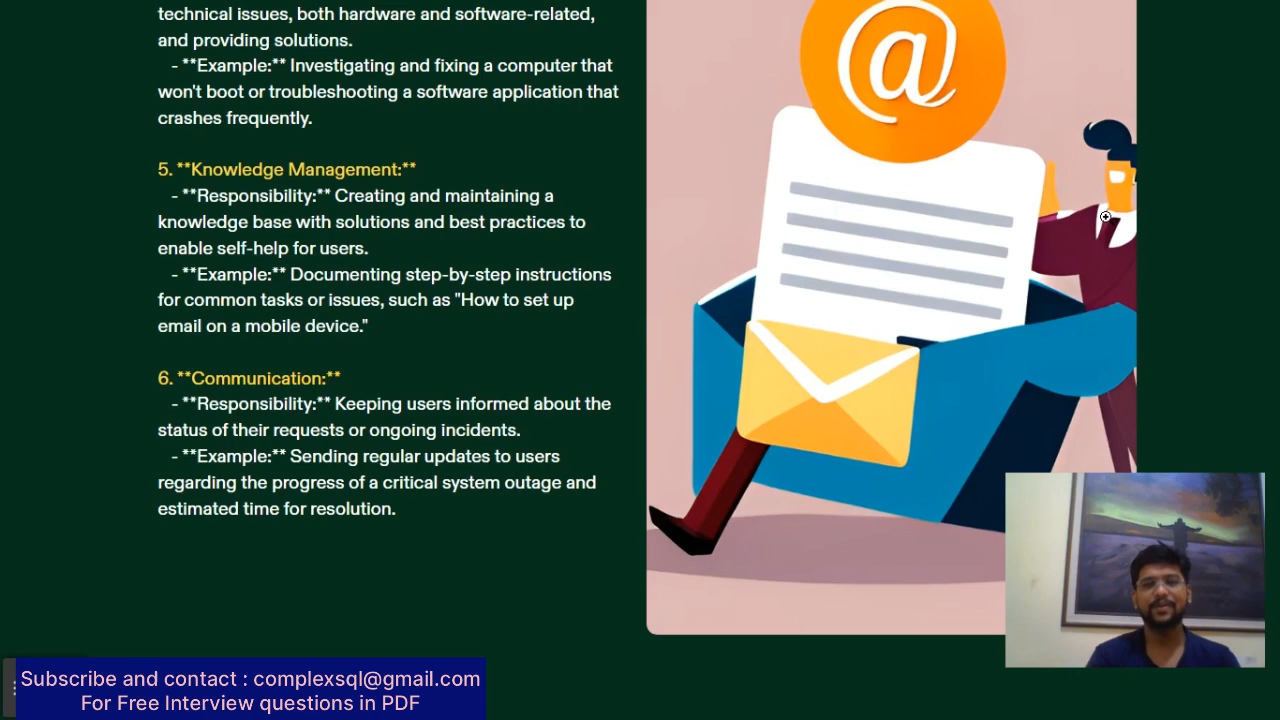 technical issues, both hardware and software-related,
and providing solutions.
- **Example:** Investigating and fixing a computer that
won't boot or troubleshooting a software application that
crashes frequently.
5. **Knowledge Management:**
- **Responsibility:** Creating and maintaining a
knowledge base with solutions and best practices to
enable self-help for users.
- **Example:** Documenting step-by-step instructions
for common tasks or issues, such as "How to set up
email on a mobile device."
6. **Communication:**
- **Responsibility:** Keeping users informed about the
status of their requests or ongoing incidents.
- **Example:** Sending regular updates to users
regarding the progress of a critical system outage and
estimated time for resolution.
@
Subscribe and contact : complexsql@gmail.com
For Free Interview questions in PDF